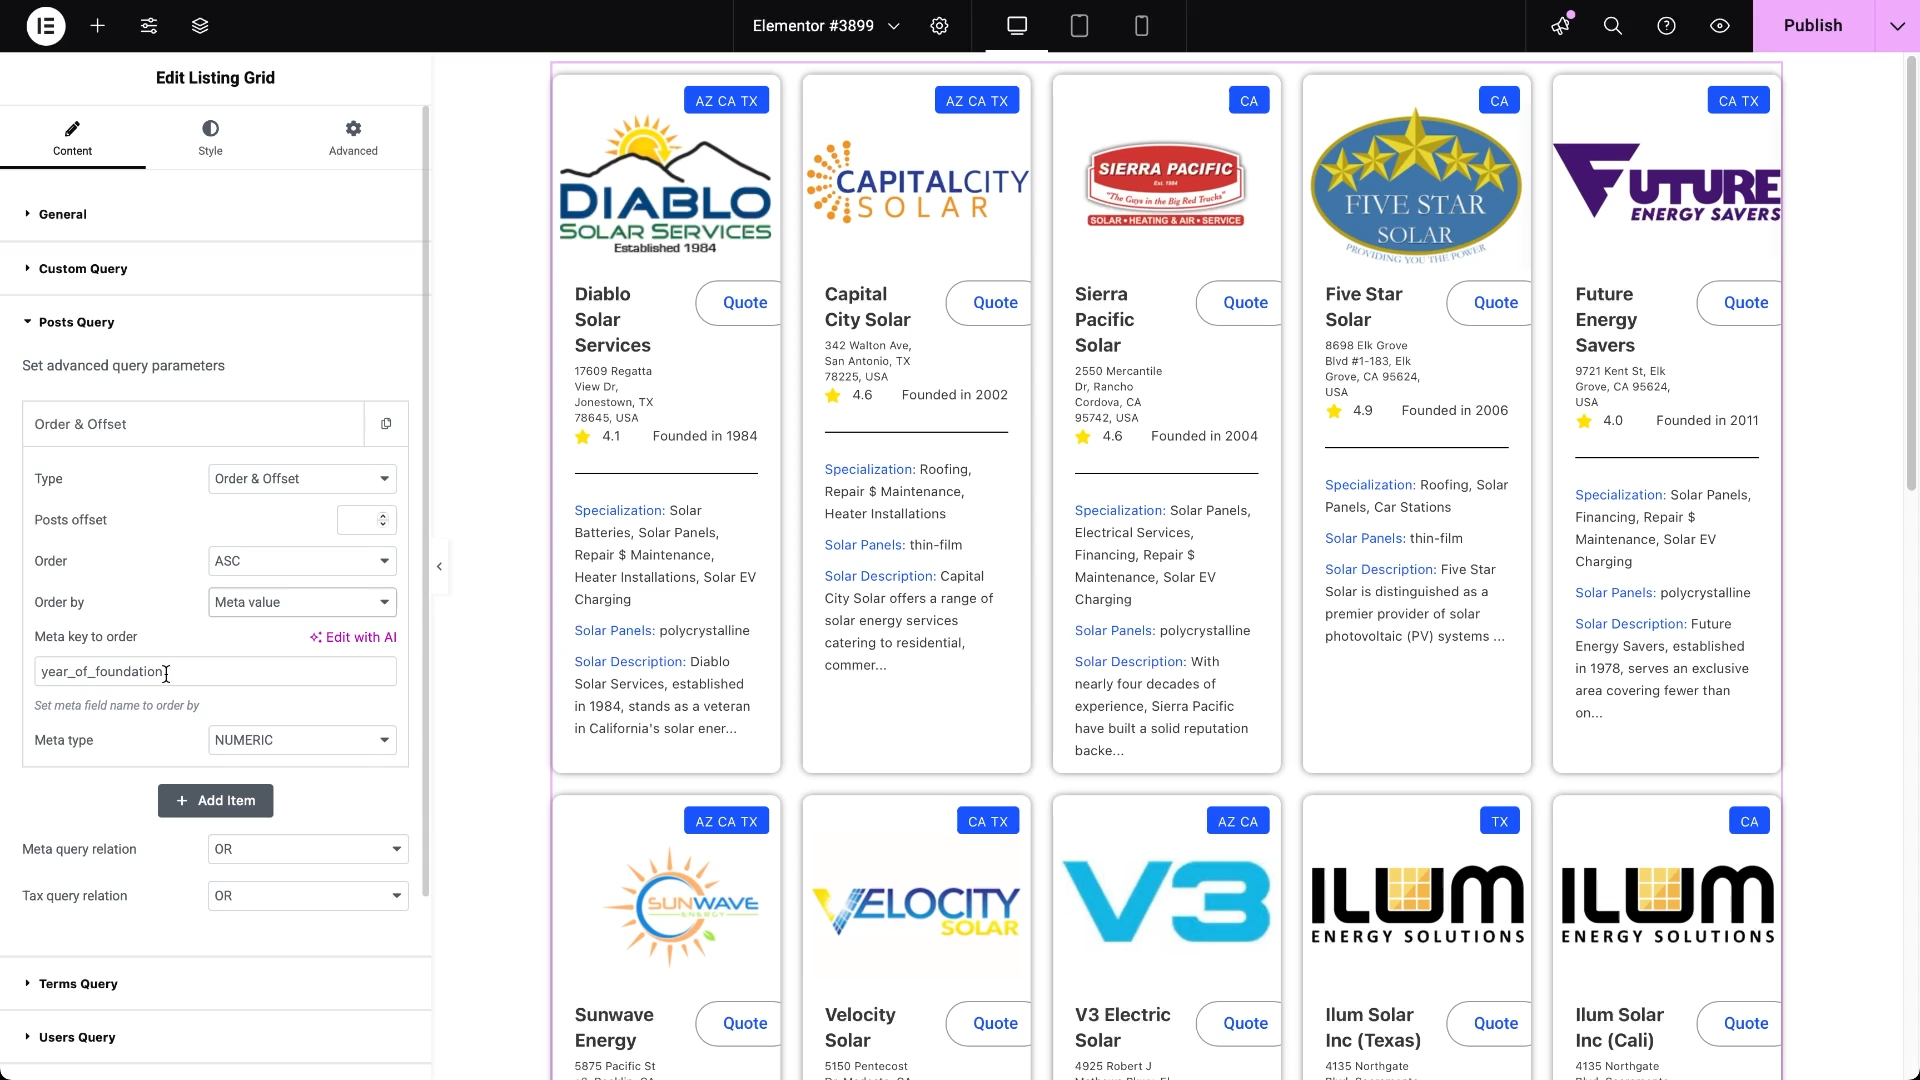 Elementor #3899
Publish
Edit Listing Grid
Content
Style
Advanced
General
Custom Query
Posts Query
Set advanced query parameters
Order & Offset
Type
Order & Offset
Posts offset
Order
ASC
Order by
Meta value
Meta key to order
Edit with AI
year_of_foundation
Set meta field name to order by
Meta type
NUMERIC
+ Add Item
Meta query relation
OR
Tax query relation
OR
Terms Query
Users Query
AZ CA TX
DIABLO
SOLAR SERVICES
Established 1984
Diablo
Solar
Services
Quote
17609 Regatta
View Dr,
Jonestown, TX
78645, USA
4.1
Founded in 1984
Specialization: Solar
Batteries, Solar Panels,
Repair $ Maintenance,
Heater Installations, Solar EV
Charging
Solar Panels: polycrystalline
Solar Description: Diablo
Solar Services, established
in 1984, stands as a veteran
in California's solar ener...
AZ CA TX
CAPITALCITY
SOLAR
Capital
City Solar
Quote
342 Walton Ave,
San Antonio, TX
78225, USA
4.6
Founded in 2002
Specialization: Roofing,
Repair $ Maintenance,
Heater Installations
Solar Panels: thin-film
Solar Description: Capital
City Solar offers a range of
solar energy services
catering to residential,
commer...
CA
SIERRA PACIFIC
Est. 1984
"The Guys in the Big Red Trucks"
SOLAR • HEATING & AIR • SERVICE
Sierra
Pacific
Solar
Quote
2550 Mercantile
Dr, Rancho
Cordova, CA
95742, USA
4.6
Founded in 2004
Specialization: Solar Panels,
Electrical Services,
Financing, Repair $
Maintenance, Solar EV
Charging
Solar Panels: polycrystalline
Solar Description: With
nearly four decades of
experience, Sierra Pacific
have built a solid reputation
backe...
CA
FIVE STAR
SOLAR
PROVIDING YOU THE POWER
Five Star
Solar
Quote
8698 Elk Grove
Blvd #1-183, Elk
Grove, CA 95624,
USA
4.9
Founded in 2006
Specialization: Roofing, Solar
Panels, Car Stations
Solar Panels: thin-film
Solar Description: Five Star
Solar is distinguished as a
premier provider of solar
photovoltaic (PV) systems ...
CA TX
FUTURE
ENERGY SAVERS
Future
Energy
Savers
Quote
9721 Kent St, Elk
Grove, CA 95624,
USA
4.0
Founded in 2011
Specialization: Solar Panels,
Financing, Repair $
Maintenance, Solar EV
Charging
Solar Panels: polycrystalline
Solar Description: Future
Energy Savers, established
in 1978, serves an exclusive
area covering fewer than
on...
AZ CA TX
SUNWAVE
ENERGY
Sunwave
Energy
Quote
5875 Pacific St
CA TX
VELOCITY
SOLAR
Velocity
Solar
Quote
5150 Pentecost
AZ CA
V3
V3 Electric
Solar
Quote
4925 Robert J
TX
ILUM
ENERGY SOLUTIONS
Ilum Solar
Inc (Texas)
Quote
4135 Northgate
CA
ILUM
ENERGY SOLUTIONS
Ilum Solar
Inc (Cali)
Quote
4135 Northgate